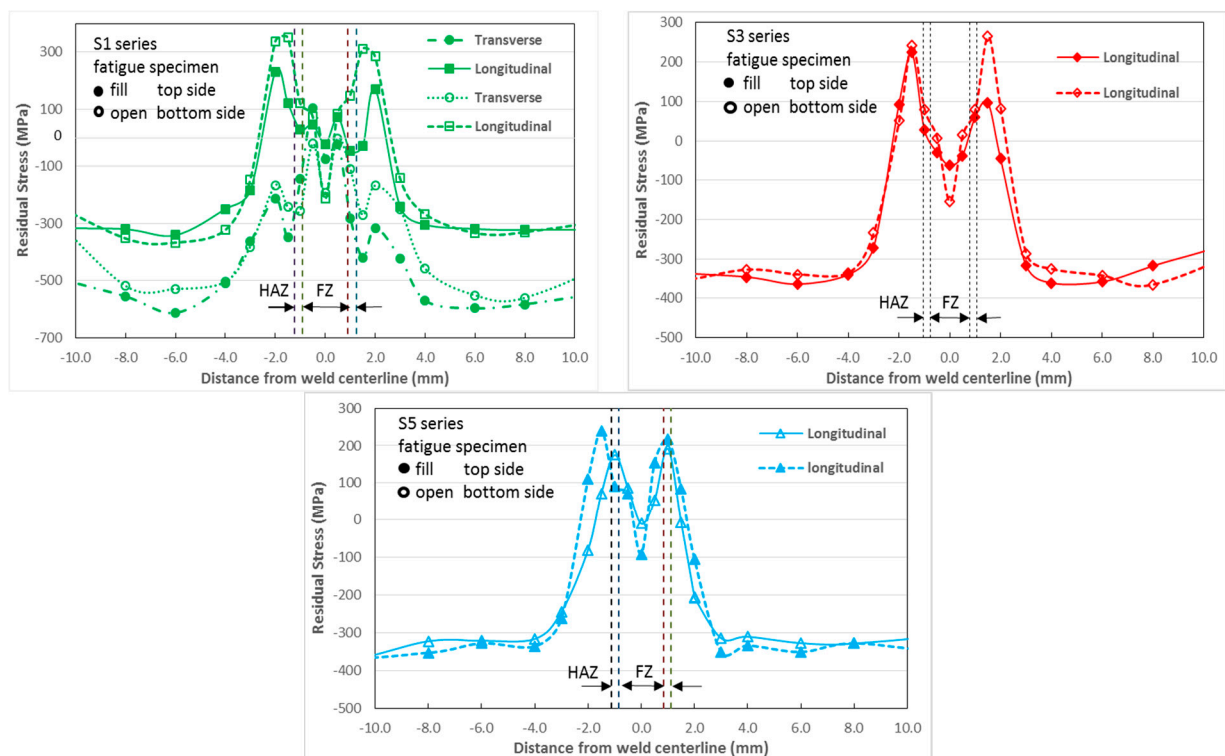 S1 series
fatigue specimen
fill top side
open bottom side
Transverse
Longitudinal
Transverse
Longitudinal
Residual Stress (MPa)
300
100
0
-100
-300
-500
-700
HAZ
FZ
-10.0 -8.0 -6.0 -4.0 -2.0 0.0 2.0 4.0 6.0 8.0 10.0
Distance from weld centerline (mm)
S3 series
fatigue specimen
fill top side
open bottom side
Longitudinal
Longitudinal
Residual Stress (MPa)
300
200
100
0
-100
-200
-300
-400
-500
HAZ
FZ
-10.0 -8.0 -6.0 -4.0 -2.0 0.0 2.0 4.0 6.0 8.0 10.0
Distance from weld centerline (mm)
S5 series
fatigue specimen
fill top side
open bottom side
Longitudinal
longitudinal
Residual Stress (MPa)
300
200
100
0
-100
-200
-300
-400
-500
HAZ
FZ
-10.0 -8.0 -6.0 -4.0 -2.0 0.0 2.0 4.0 6.0 8.0 10.0
Distance from weld centerline (mm)